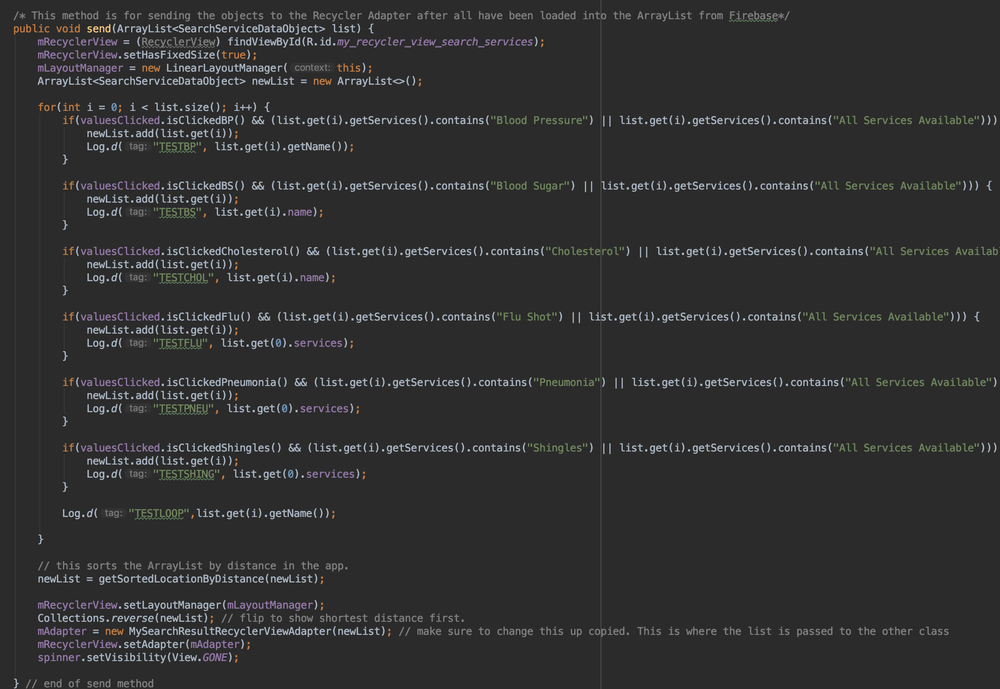 /* This method is for sending the objects to the Recycler Adapter after all have been loaded into the ArrayList from Firebase*/
public void send(ArrayList<SearchServiceDataObject> list) {
mRecyclerView = (RecyclerView) findViewById(R.id.my_recycler_view_search_services);
mRecyclerView.setHasFixedSize(true);
mLayoutManager = new LinearLayoutManager( context: this);
ArrayList<SearchServiceDataObject> newList = new ArrayList<>();
for(int i = 0; i < list.size(); i++) {
if(valuesClicked.isClickedBP() && (list.get(i).getServices().contains("Blood Pressure") || list.get(i).getServices().contains("All Services Available")))
newList.add(list.get(i));
Log.d( tag: "TESTBP", list.get(i).getName());
}
if(valuesClicked.isClickedBS() && (list.get(i).getServices().contains("Blood Sugar") || list.get(i).getServices().contains("All Services Available"))) {
newList.add(list.get(i));
Log.d( tag: "TESTBS", list.get(i).name);
}
if(valuesClicked.isClickedCholesterol() && (list.get(i).getServices().contains("Cholesterol") || list.get(i).getServices().contains("All Services Availab
newList.add(list.get(i));
Log.d( tag: "TESTCHOL", list.get(i).name);
}
if(valuesClicked.isClickedFlu() && (list.get(i).getServices().contains("Flu Shot") || list.get(i).getServices().contains("All Services Available"))) {
newList.add(list.get(i));
Log.d( tag: "TESTFLU", list.get(0).services);
}
if(valuesClicked.isClickedPneumonia() && (list.get(i).getServices().contains("Pneumonia") || list.get(i).getServices().contains("All Services Available")
newList.add(list.get(i));
Log.d( tag: "TESTPNEU", list.get(0).services);
}
if(valuesClicked.isClickedShingles() && (list.get(i).getServices().contains("Shingles") || list.get(i).getServices().contains("All Services Available")))
newList.add(list.get(i));
Log.d( tag: "TESTSHING", list.get(0).services);
}
Log.d( tag: "TESTLOOP",list.get(i).getName());
}
// this sorts the ArrayList by distance in the app.
newList = getSortedLocationByDistance(newList);
mRecyclerView.setLayoutManager(mLayoutManager);
Collections.reverse(newList); // flip to show shortest distance first.
mAdapter = new MySearchResultRecyclerViewAdapter(newList); // make sure to change this up copied. This is where the list is passed to the other class
mRecyclerView.setAdapter(mAdapter);
spinner.setVisibility(View.GONE);
} // end of send method